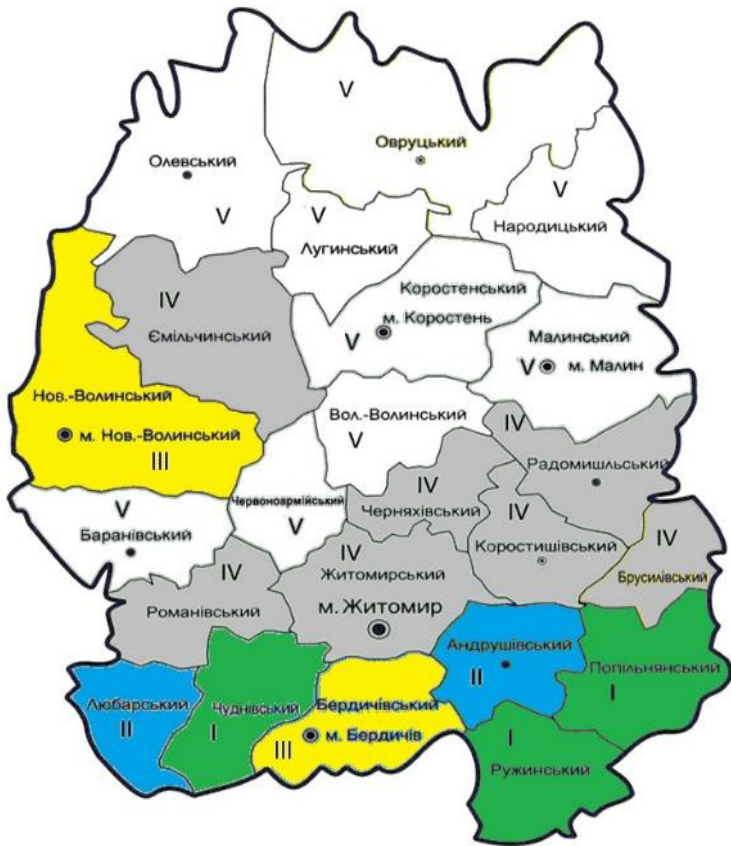 V
Овруцький
Олевський
V
V
Лугинський
V
Народицький
IV
Ємільчинський
Коростенський
м. Коростень
V
Малинський
V м. Малин
Нов.-Волинський
м. Нов.-Волинський
III
Вол.-Волинський
V
IV
Радомишльський
V
Баранівський
Червоноармійський
V
IV
Черняхівський
IV
Коростишівський
IV
Брусилівський
IV
Романівський
IV
Житомирський
м. Житомир
Андрушівський
II
Попільнянський
I
Любарський
II
Чуднівський
I
Бердичівський
м. Бердичів
III
I
Ружинський